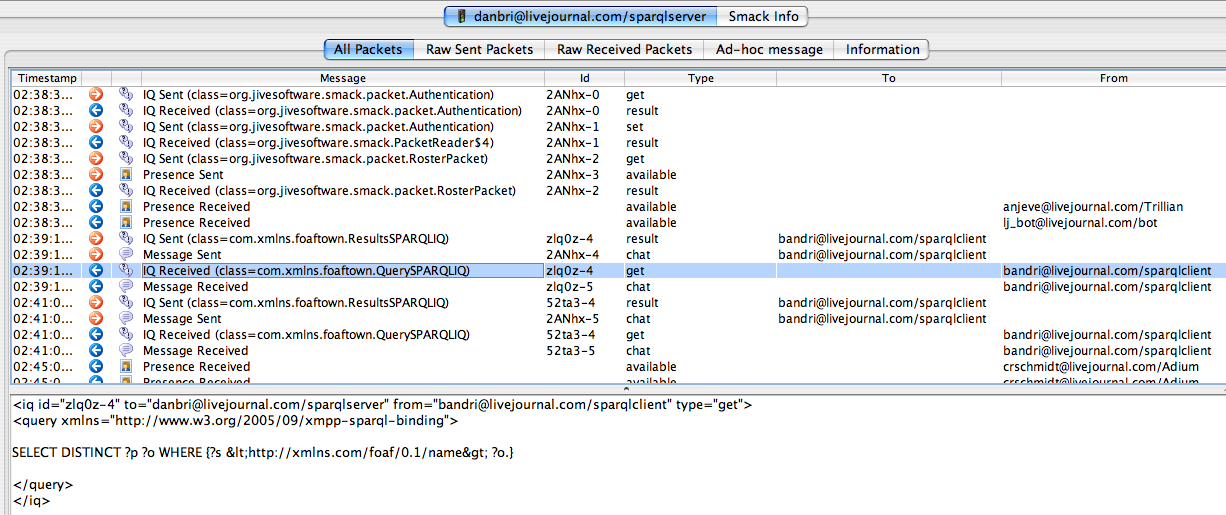 danbri@livejournal.com/sparqlserver Smack Info
All Packets Raw Sent Packets Raw Received Packets Ad-hoc message Information
Timestamp Message Id Type To From
02:38:3... IQ Sent (class=org.jivesoftware.smack.packet.Authentication) 2ANhx-0 get
02:38:3... IQ Received (class=org.jivesoftware.smack.packet.Authentication) 2ANhx-0 result
02:38:3... IQ Sent (class=org.jivesoftware.smack.packet.Authentication) 2ANhx-1 set
02:38:3... IQ Received (class=org.jivesoftware.smack.PacketReader$4) 2ANhx-1 result
02:38:3... IQ Sent (class=org.jivesoftware.smack.packet.RosterPacket) 2ANhx-2 get
02:38:3... Presence Sent 2ANhx-3 available
02:38:3... IQ Received (class=org.jivesoftware.smack.packet.RosterPacket) 2ANhx-2 result
02:38:3... Presence Received available anjeve@livejournal.com/Trillian
02:38:3... Presence Received available lj_bot@livejournal.com/bot
02:39:1... IQ Sent (class=com.xmlns.foaftown.ResultsSPARQLIQ) zlq0z-4 result bandri@livejournal.com/sparqlclient
02:39:1... Message Sent 2ANhx-4 chat bandri@livejournal.com/sparqlclient
02:39:1... IQ Received (class=com.xmlns.foaftown.QuerySPARQLIQ) zlq0z-4 get bandri@livejournal.com/sparqlclient
02:39:1... Message Received zlq0z-5 chat bandri@livejournal.com/sparqlclient
02:41:0... IQ Sent (class=com.xmlns.foaftown.ResultsSPARQLIQ) 52ta3-4 result bandri@livejournal.com/sparqlclient
02:41:0... Message Sent 2ANhx-5 chat bandri@livejournal.com/sparqlclient
02:41:0... IQ Received (class=com.xmlns.foaftown.QuerySPARQLIQ) 52ta3-4 get bandri@livejournal.com/sparqlclient
02:41:0... Message Received 52ta3-5 chat bandri@livejournal.com/sparqlclient
02:45:0... Presence Received available crschmidt@livejournal.com/Adium
02:45:0... Presence Received available crschmidt@livejournal.com/Adium
<iq id="zlq0z-4" to="danbri@livejournal.com/sparqlserver" from="bandri@livejournal.com/sparqlclient" type="get">
<query xmlns="http://www.w3.org/2005/09/xmpp-sparql-binding">
SELECT DISTINCT ?p ?o WHERE {?s &lt;http://xmlns.com/foaf/0.1/name&gt; ?o.}
</query>
</iq>